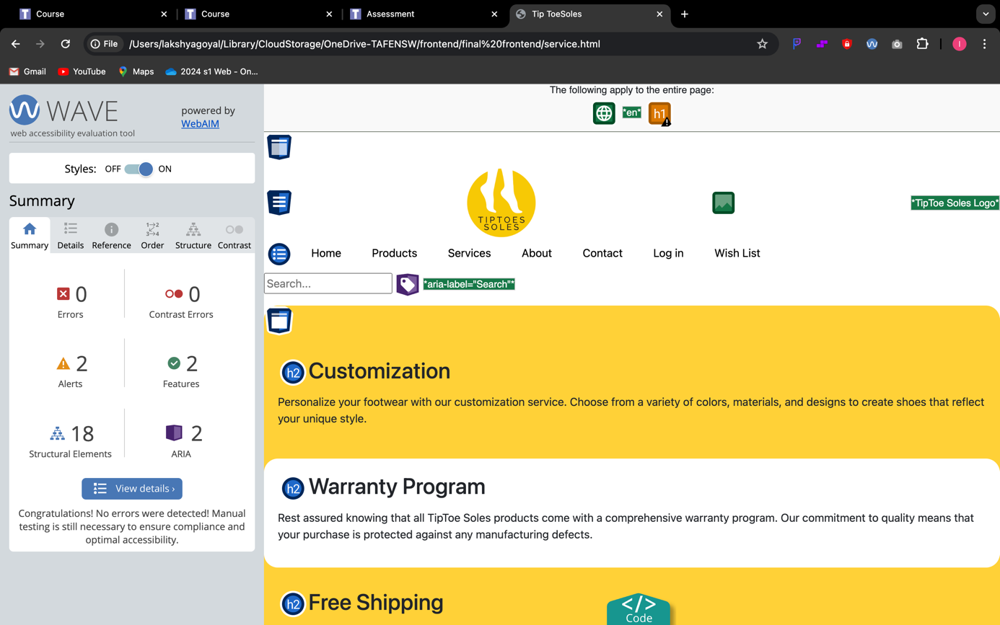 Course
Course
Assessment
Tip ToeSoles
File
/Users/lakshyagoyal/Library/CloudStorage/OneDrive-TAFENSW/frontend/final%20frontend/service.html
I
Gmail
YouTube
Maps
2024 s1 Web - On...
WAVE
web accessibility evaluation tool
powered by
WebAIM
Styles: OFF ON
Summary
Summary
Details
Reference
Order
Structure
Contrast
0
Errors
0
Contrast Errors
2
Alerts
2
Features
18
Structural Elements
2
ARIA
View details ›
Congratulations! No errors were detected! Manual
testing is still necessary to ensure compliance and
optimal accessibility.
The following apply to the entire page:
*en*
h1
TIPTOES
SOLES
*TipToe Soles Logo*
Home
Products
Services
About
Contact
Log in
Wish List
Search...
*aria-label="Search"*
h2 Customization
Personalize your footwear with our customization service. Choose from a variety of colors, materials, and designs to create shoes that reflect
your unique style.
h2 Warranty Program
Rest assured knowing that all TipToe Soles products come with a comprehensive warranty program. Our commitment to quality means that
your purchase is protected against any manufacturing defects.
h2 Free Shipping
</>
Code